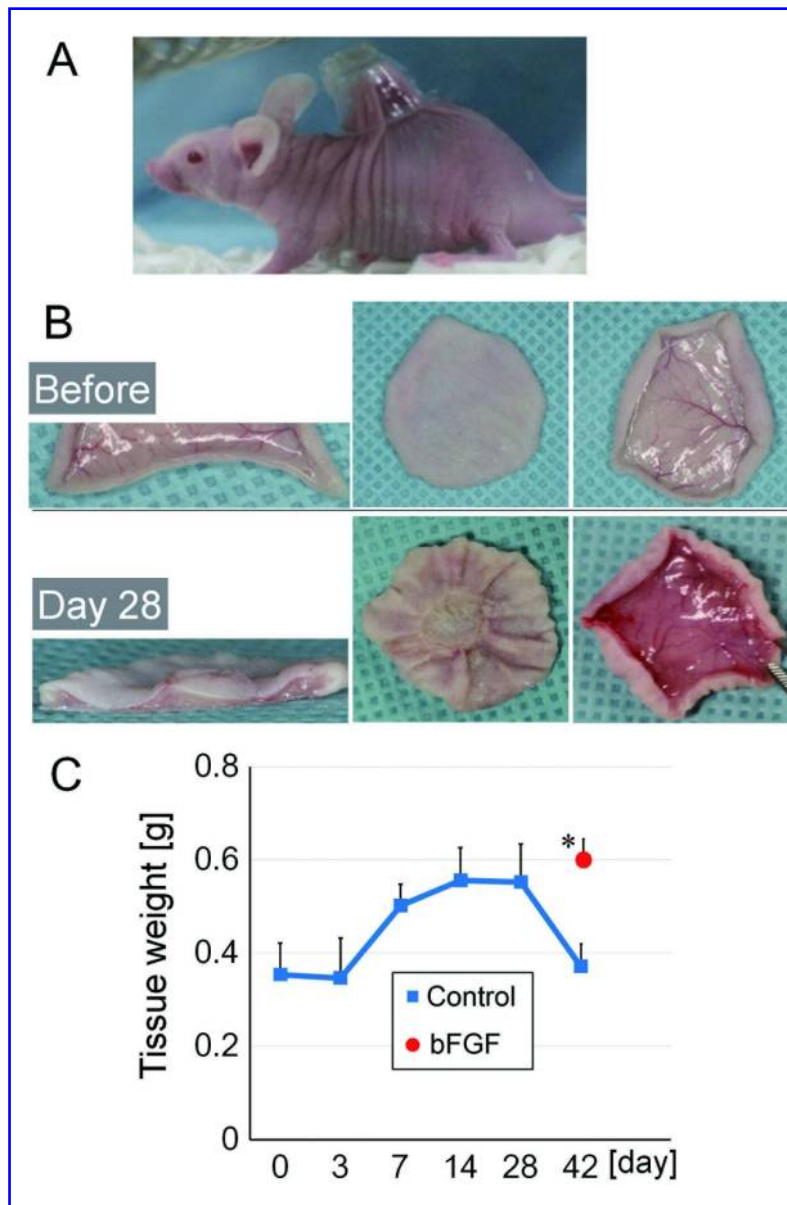 A
B
Before
Day 28
C
Tissue weight [g]
0.8
0.6
0.4
0.2
0
*
Control
bFGF
0 3 7 14 28 42 [day]